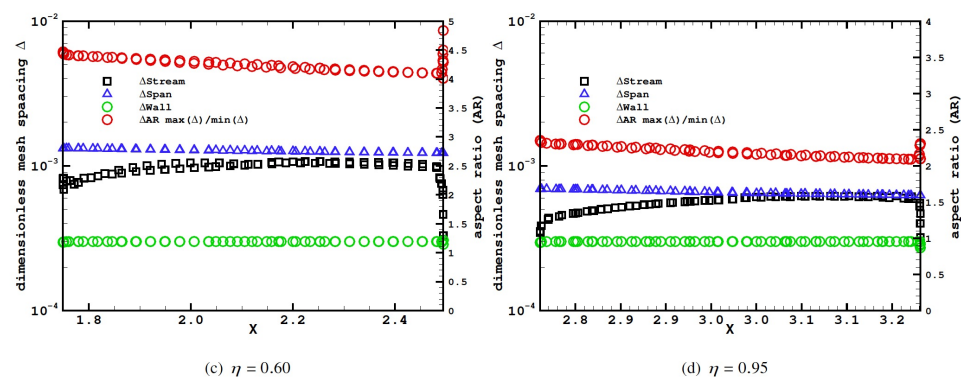 (c) η = 0.60
dimensionless mesh spaacing Δ
10⁻²
10⁻³
10⁻⁴
ΔStream
ΔSpan
ΔWall
ΔAR max(Δ)/min(Δ)
1.8 2.0 2.2 2.4
X
5
4.5
4
3.5
3
2.5
2
1.5
1
0.5
0
aspect ratio (AR)
(d) η = 0.95
dimensionless mesh spacing Δ
10⁻²
10⁻³
10⁻⁴
ΔStream
ΔSpan
ΔWall
ΔAR max(Δ)/min(Δ)
2.8 2.9 2.9 3.0 3.0 3.1 3.1 3.2
X
4
3.5
3
2.5
2
1.5
1
0.5
0
aspect ratio (AR)